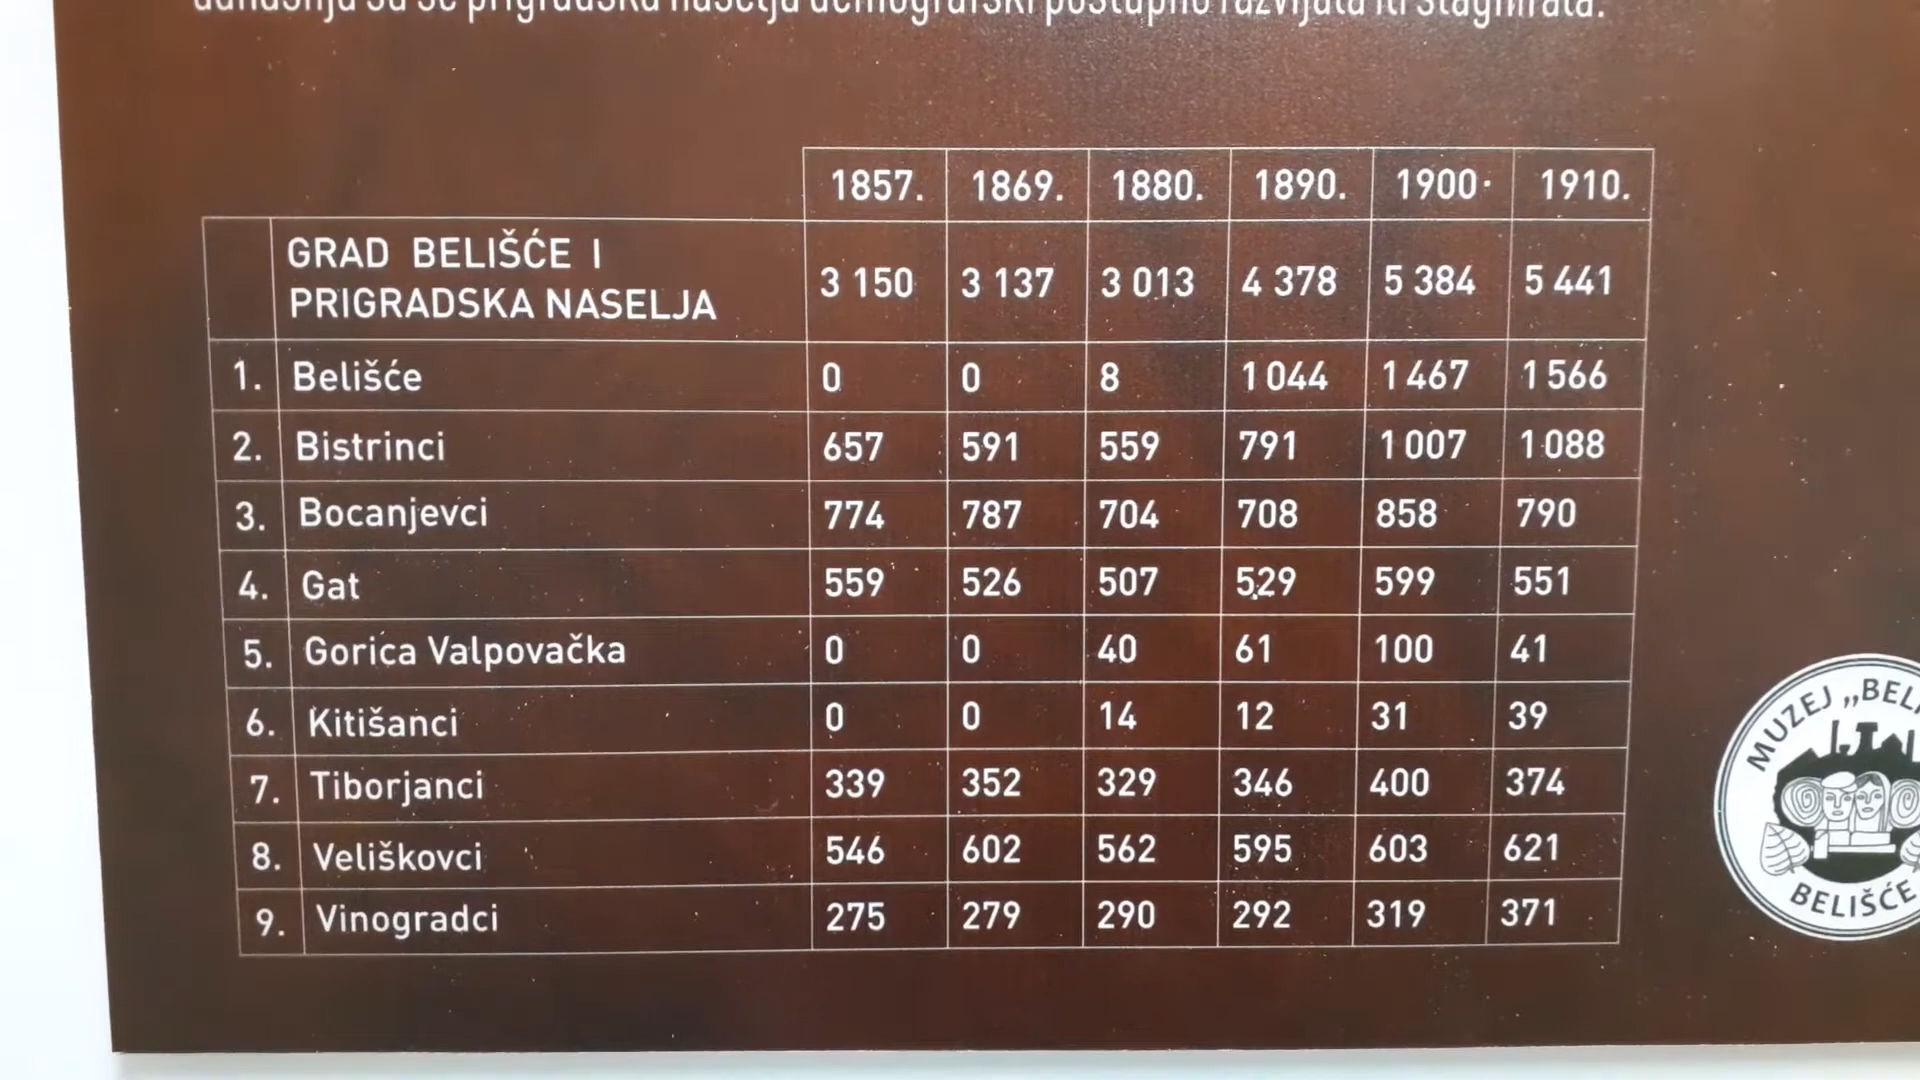 1857. 1869. 1880. 1890. 1900. 1910.
GRAD BELIŠĆE I
PRIGRADSKA NASELJA 3 150 3 137 3 013 4 378 5 384 5 441
1. Belišće 0 0 8 1 044 1 467 1 566
2. Bistrinci 657 591 559 791 1 007 1 088
3. Bocanjevci 774 787 704 708 858 790
4. Gat 559 526 507 529 599 551
5. Gorica Valpovačka 0 0 40 61 100 41
6. Kitišanci 0 0 14 12 31 39
7. Tiborjanci 339 352 329 346 400 374
8. Veliškovci 546 602 562 595 603 621
9. Vinogradci 275 279 290 292 319 371
MUZEJ „BELI
BELIŠĆE